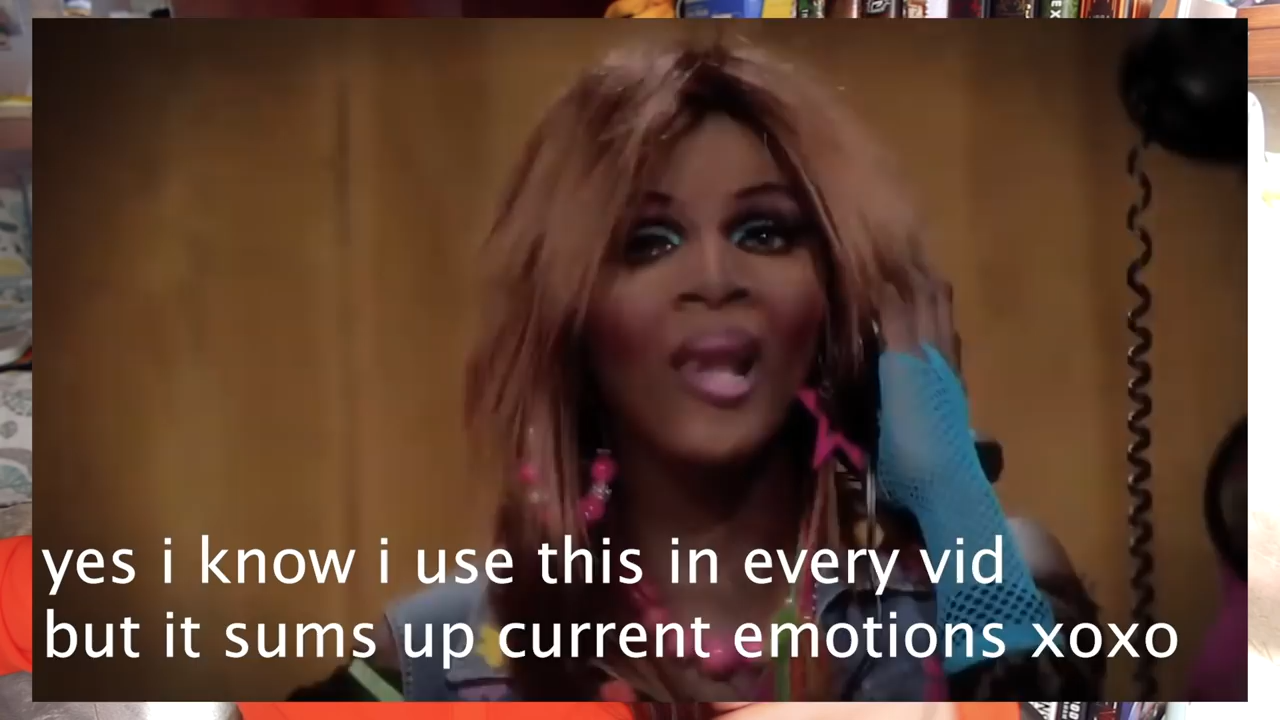 yes i know i use this in every vid
but it sums up current emotions xoxo